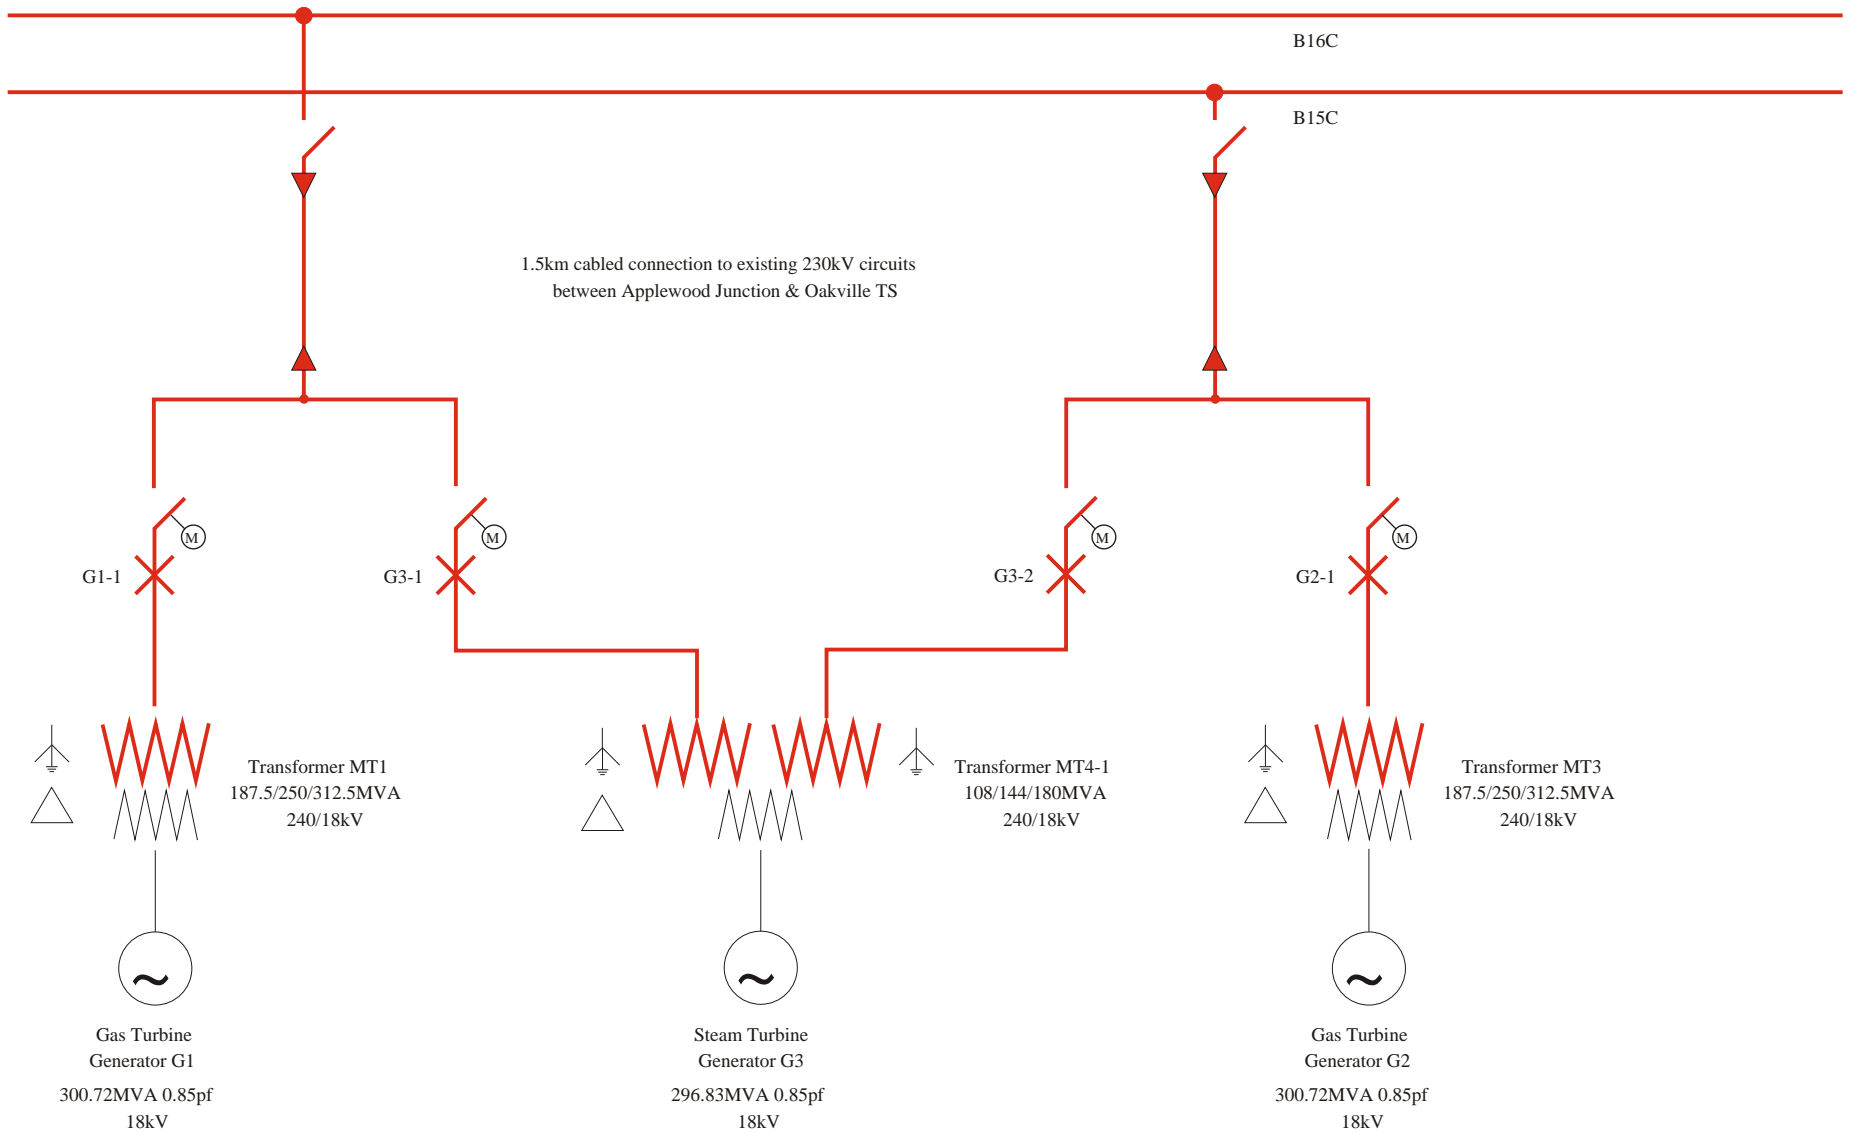 B16C
B15C
1.5km cabled connection to existing 230kV circuits
between Applewood Junction & Oakville TS
M
M
M
M
G1-1
G3-1
G3-2
G2-1
Transformer MT1
187.5/250/312.5MVA
240/18kV
Transformer MT4-1
108/144/180MVA
240/18kV
Transformer MT3
187.5/250/312.5MVA
240/18kV
~
~
~
Gas Turbine
Generator G1
300.72MVA 0.85pf
18kV
Steam Turbine
Generator G3
296.83MVA 0.85pf
18kV
Gas Turbine
Generator G2
300.72MVA 0.85pf
18kV